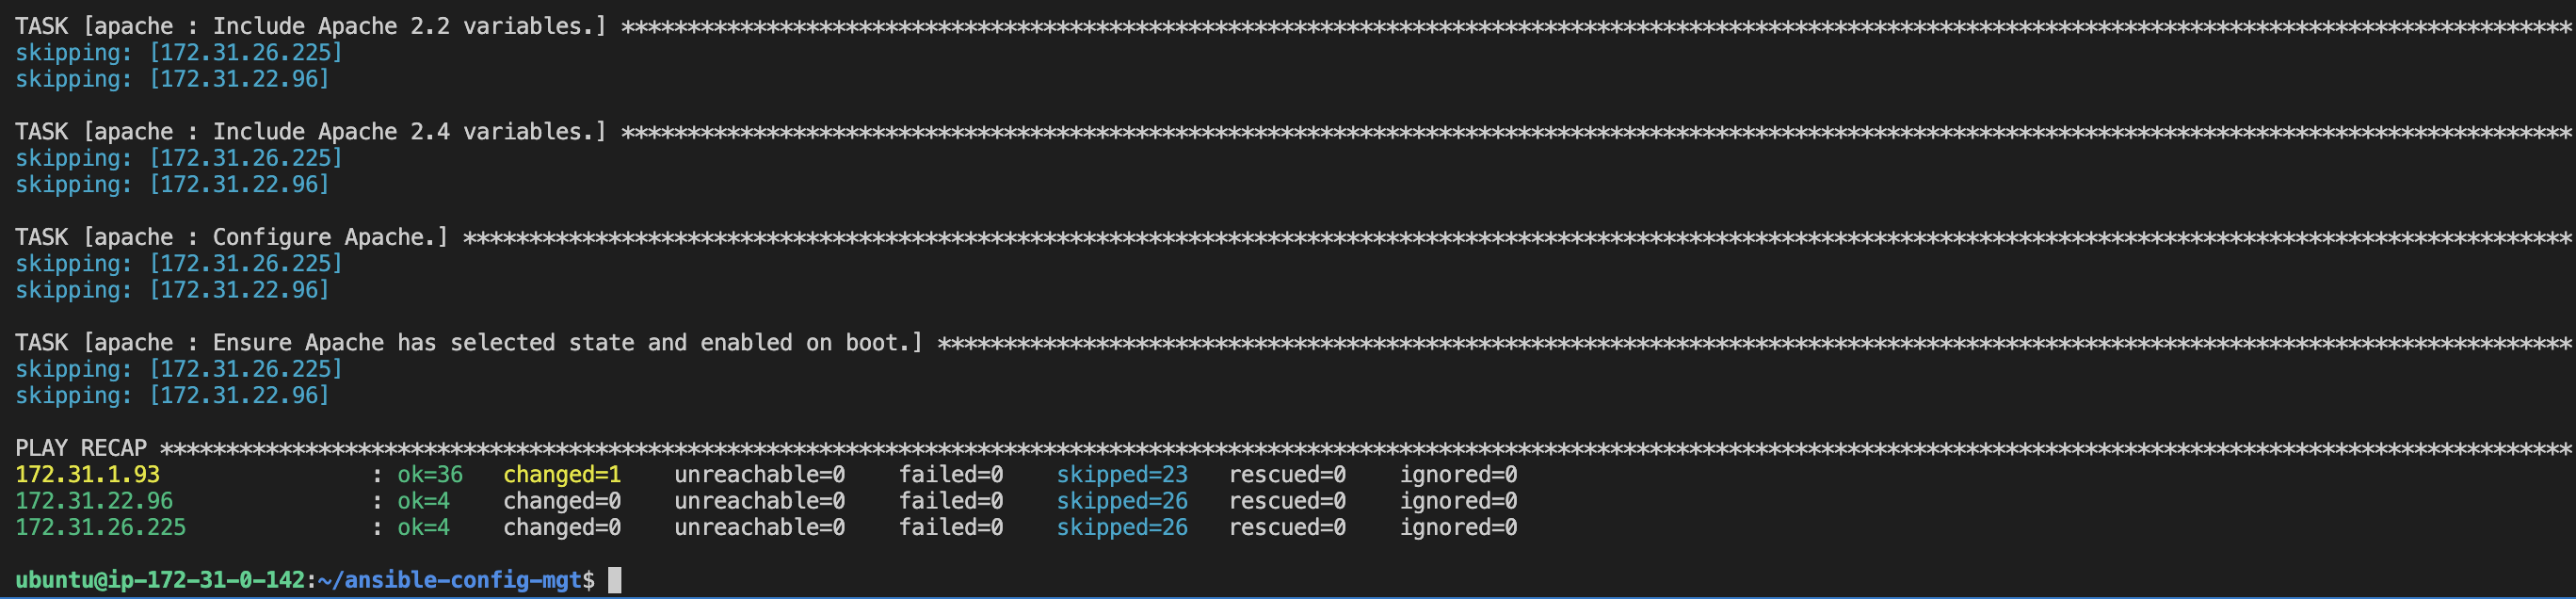 TASK [apache : Include Apache 2.2 variables.] ****************************************************************************************************************************************************
skipping: [172.31.26.225]
skipping: [172.31.22.96]
TASK [apache : Include Apache 2.4 variables.] ****************************************************************************************************************************************************
skipping: [172.31.26.225]
skipping: [172.31.22.96]
TASK [apache : Configure Apache.] ****************************************************************************************************************************************************************
skipping: [172.31.26.225]
skipping: [172.31.22.96]
TASK [apache : Ensure Apache has selected state and enabled on boot.] ****************************************************************************************************************************
skipping: [172.31.26.225]
skipping: [172.31.22.96]
PLAY RECAP ***************************************************************************************************************************************************************************************
172.31.1.93                : ok=36   changed=1    unreachable=0    failed=0    skipped=23   rescued=0    ignored=0
172.31.22.96               : ok=4    changed=0    unreachable=0    failed=0    skipped=26   rescued=0    ignored=0
172.31.26.225              : ok=4    changed=0    unreachable=0    failed=0    skipped=26   rescued=0    ignored=0
ubuntu@ip-172-31-0-142:~/ansible-config-mgt$